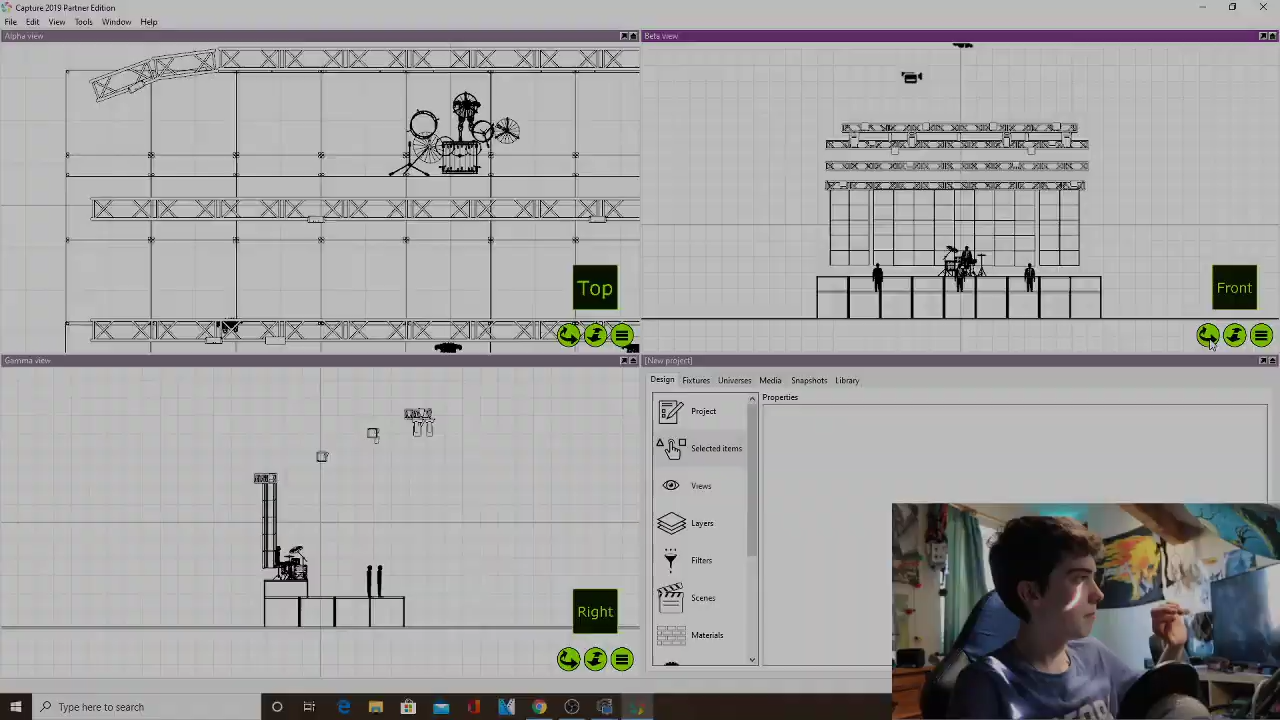 Capture 2019 Partner Edition
File Edit View Tools Window Help
Alpha view
Beta view
Top
Front
Gamma view
[New project]
Design Fixtures Universes Media Snapshots Library
Project
Properties
Selected items
Views
Layers
Filters
Scenes
Materials
Right
Type here to search